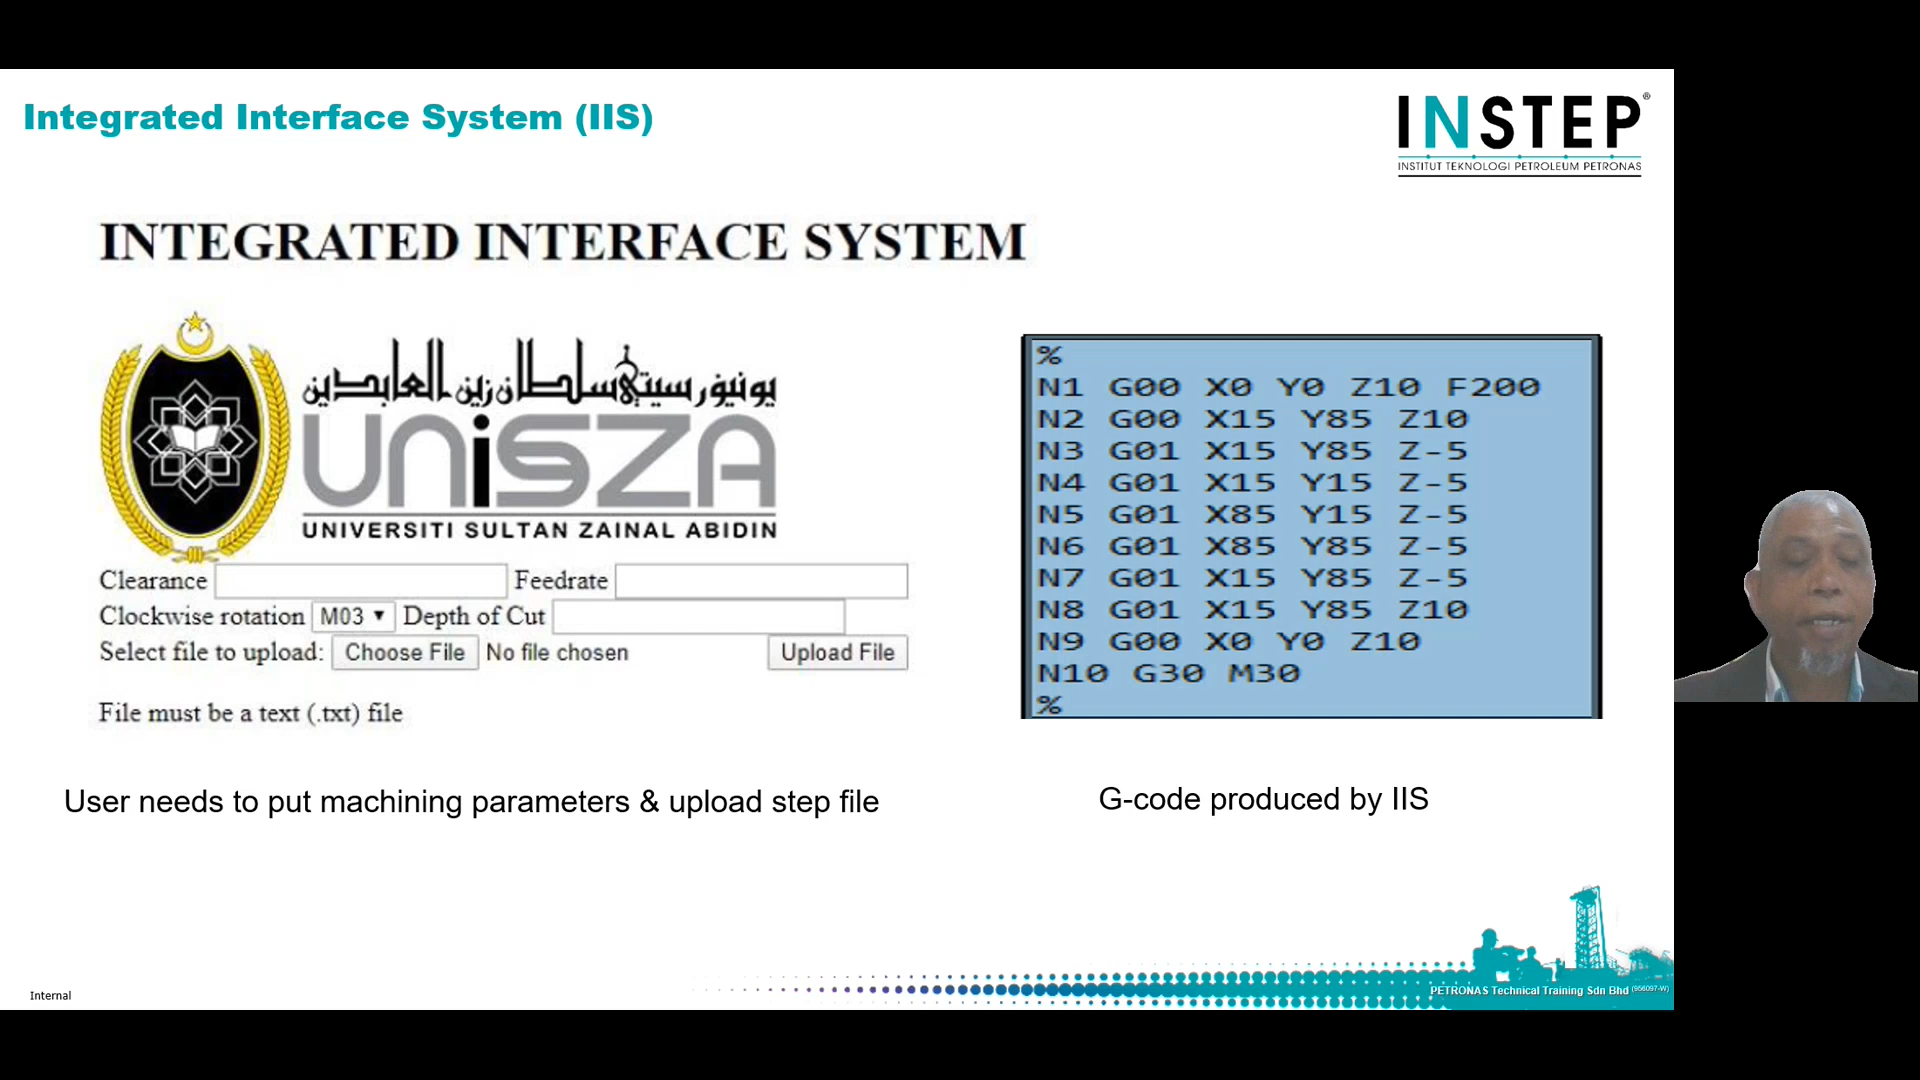 Integrated Interface System (IIS)
INSTEP®
INSTITUT TEKNOLOGI PETROLEUM PETRONAS
INTEGRATED INTERFACE SYSTEM
يونيۏرسيتي سلطان زين العابدين
UNiSZA
UNIVERSITI SULTAN ZAINAL ABIDIN
Clearance Feedrate
Clockwise rotation M03 ▼ Depth of Cut
Select file to upload: Choose File No file chosen Upload File
File must be a text (.txt) file
User needs to put machining parameters & upload step file
%
N1 G00 X0 Y0 Z10 F200
N2 G00 X15 Y85 Z10
N3 G01 X15 Y85 Z-5
N4 G01 X15 Y15 Z-5
N5 G01 X85 Y15 Z-5
N6 G01 X85 Y85 Z-5
N7 G01 X15 Y85 Z-5
N8 G01 X15 Y85 Z10
N9 G00 X0 Y0 Z10
N10 G30 M30
%
G-code produced by IIS
Internal
PETRONAS Technical Training Sdn Bhd (956097-W)